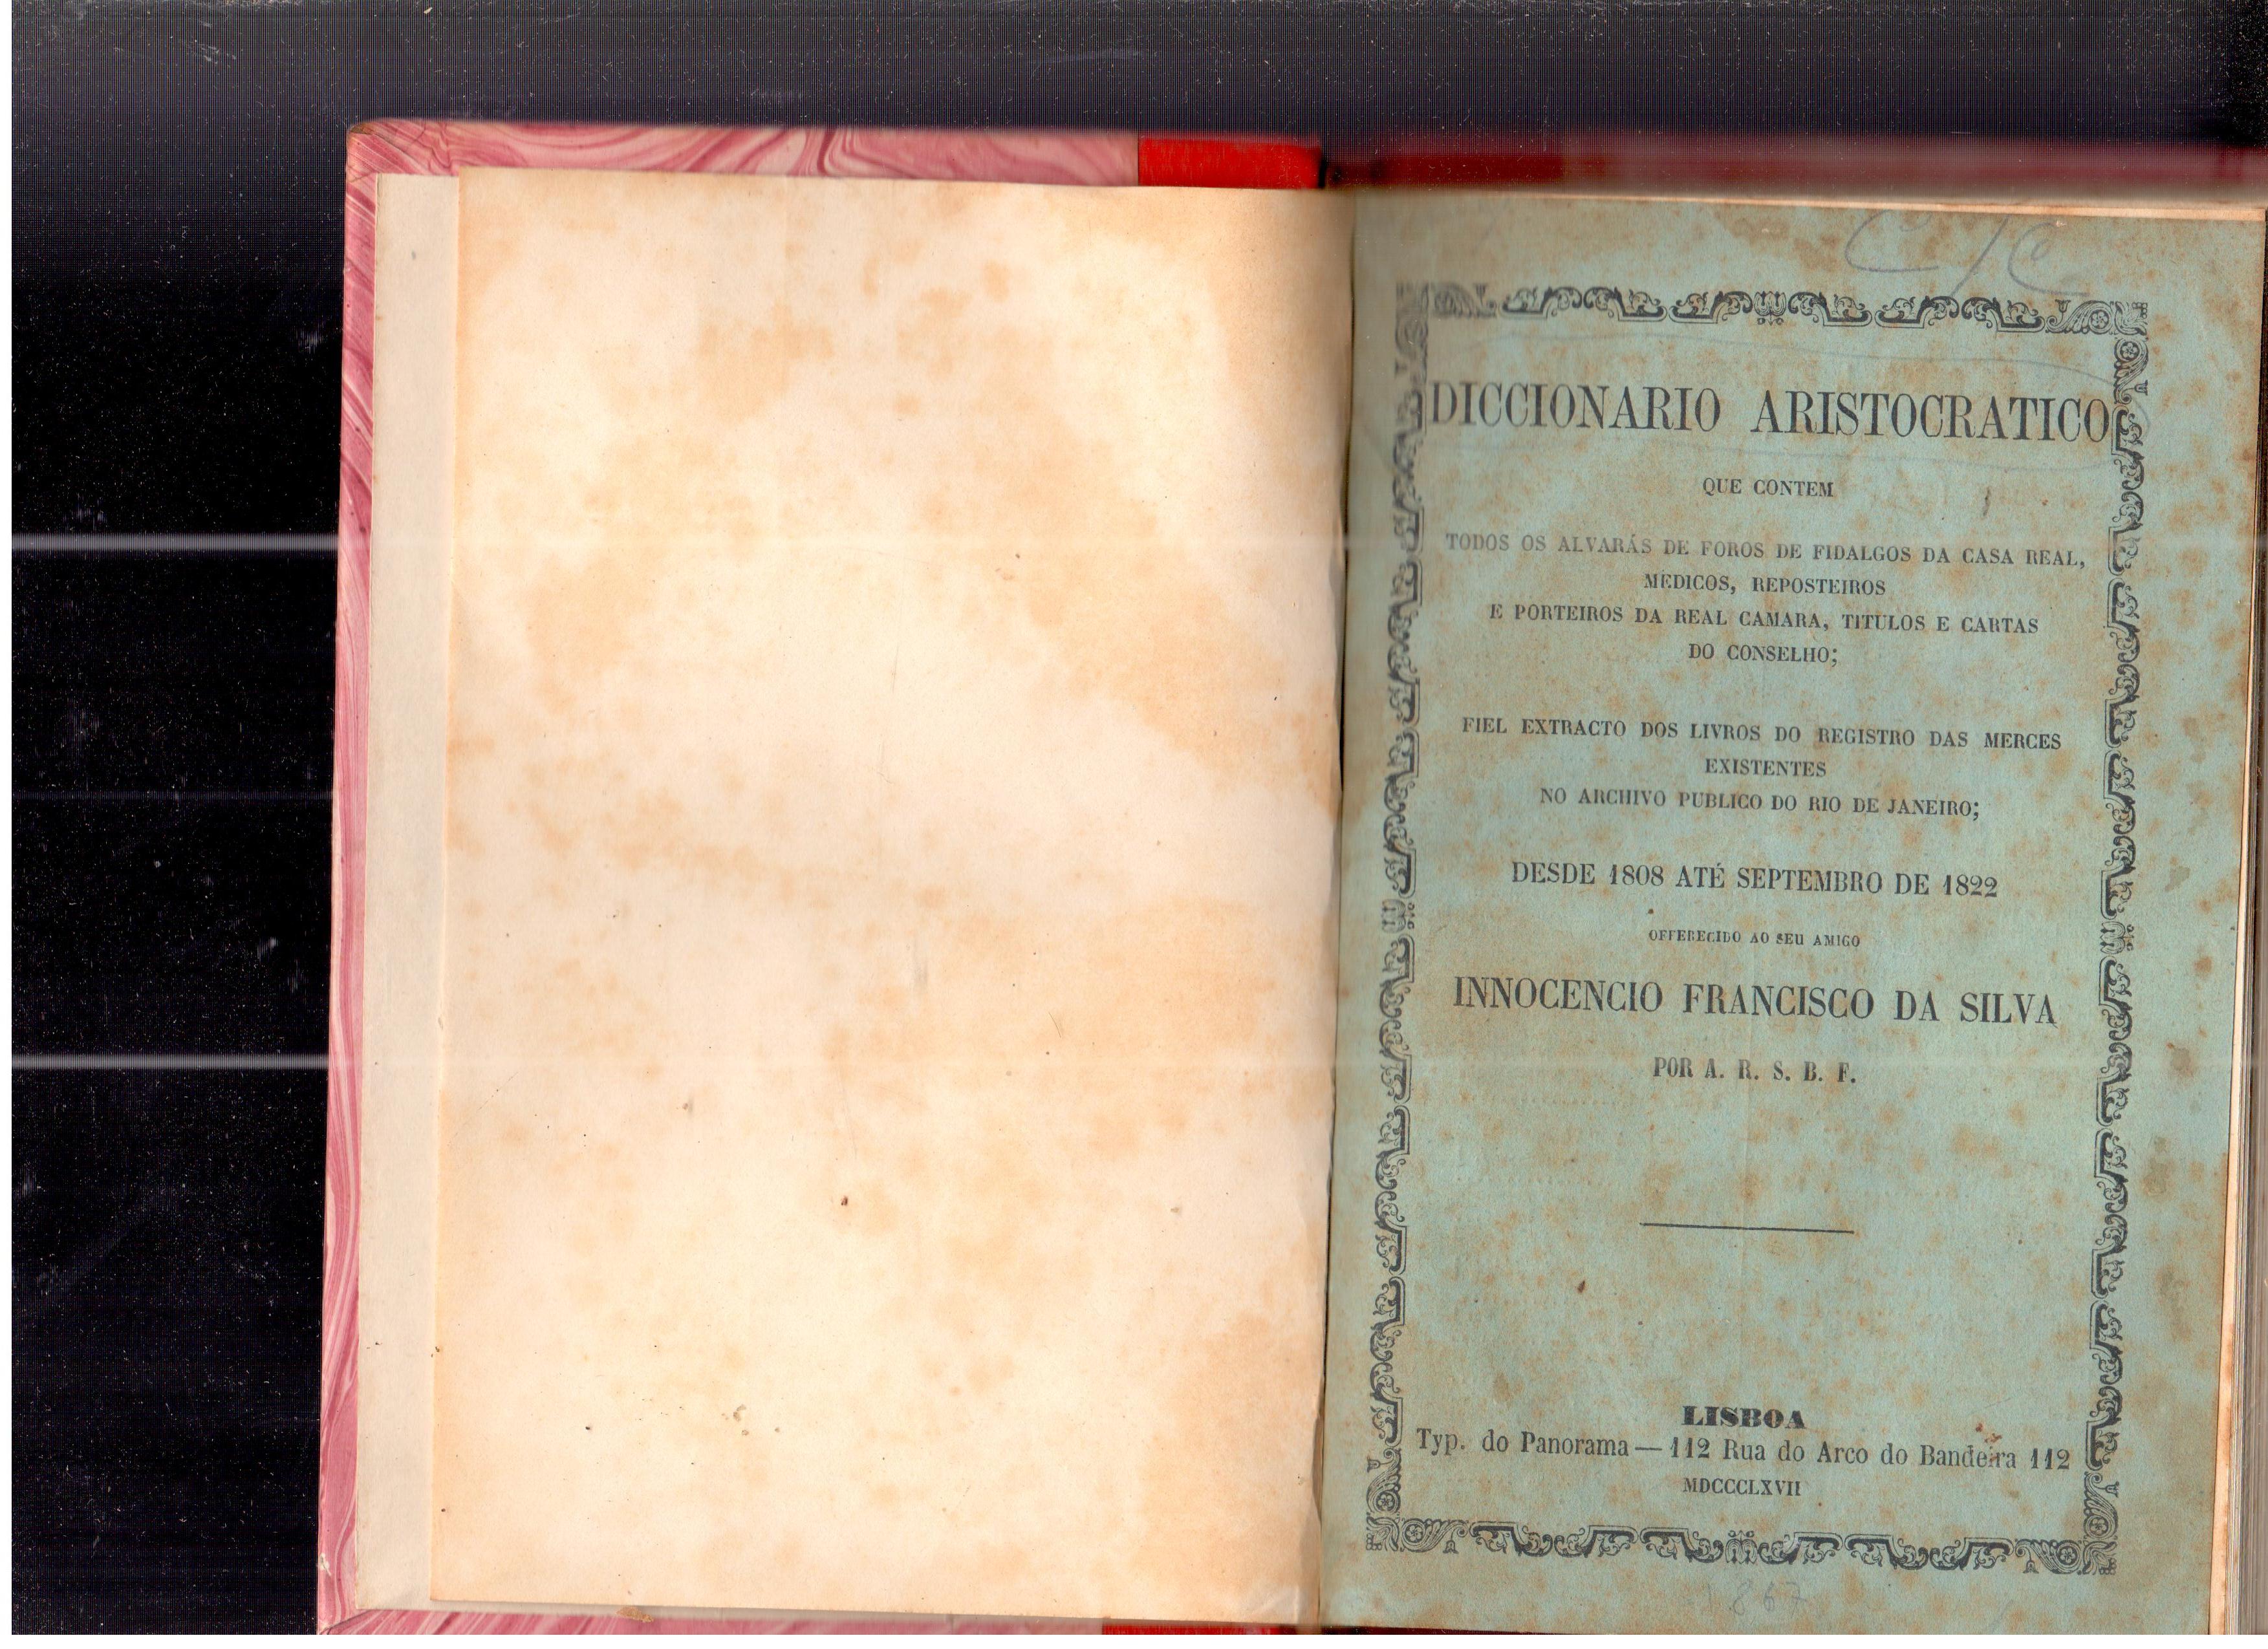 DICCIONARIO ARISTOCRATICO
QUE CONTEM
TODOS OS ALVARÁS DE FOROS DE FIDALGOS DA CASA REAL,
MEDICOS, REPOSTEIROS
E PORTEIROS DA REAL CAMARA, TITULOS E CARTAS
DO CONSELHO;
FIEL EXTRACTO DOS LIVROS DO REGISTRO DAS MERCES
EXISTENTES
NO ARCHIVO PUBLICO DO RIO DE JANEIRO;
DESDE 1808 ATÉ SEPTEMBRO DE 1822
OFFERECIDO AO SEU AMIGO
INNOCENCIO FRANCISCO DA SILVA
POR A. R. S. B. F.
LISBOA
Typ. do Panorama — 112 Rua do Arco do Bandeira 112
MDCCCLXVII
1867